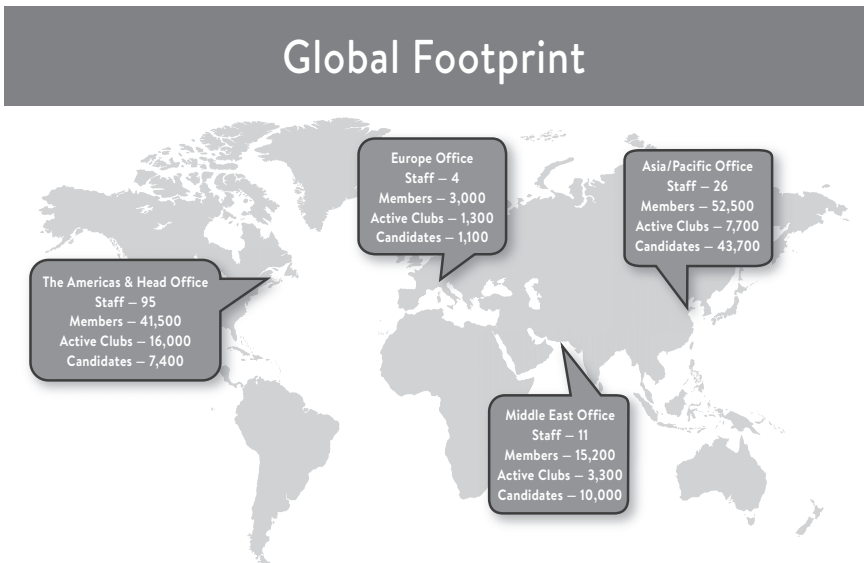 Global Footprint
Europe Office
Staff – 4
Members – 3,000
Active Clubs – 1,300
Candidates – 1,100
Asia/Pacific Office
Staff – 26
Members – 52,500
Active Clubs – 7,700
Candidates – 43,700
The Americas & Head Office
Staff – 95
Members – 41,500
Active Clubs – 16,000
Candidates – 7,400
Middle East Office
Staff – 11
Members – 15,200
Active Clubs – 3,300
Candidates – 10,000